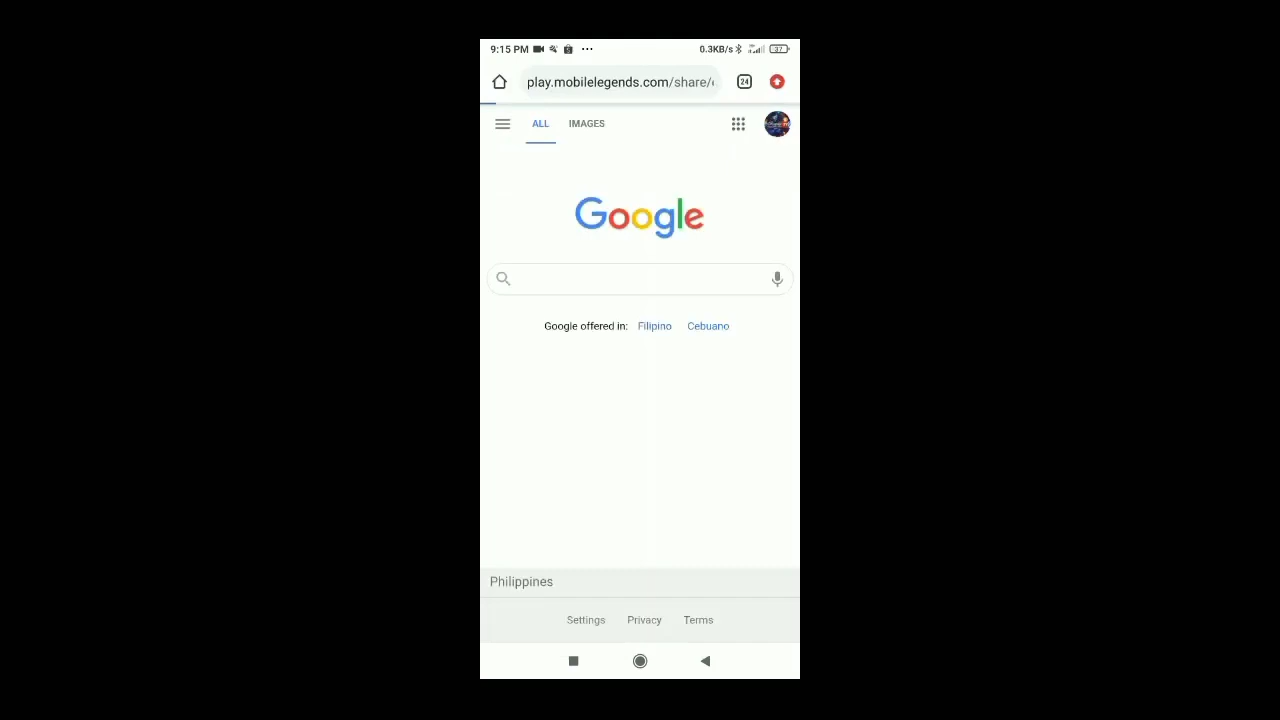 9:15 PM ... 0.3KB/s 37
play.mobilelegends.com/share/ 24
ALL IMAGES
Google
Google offered in: Filipino Cebuano
Philippines
Settings Privacy Terms